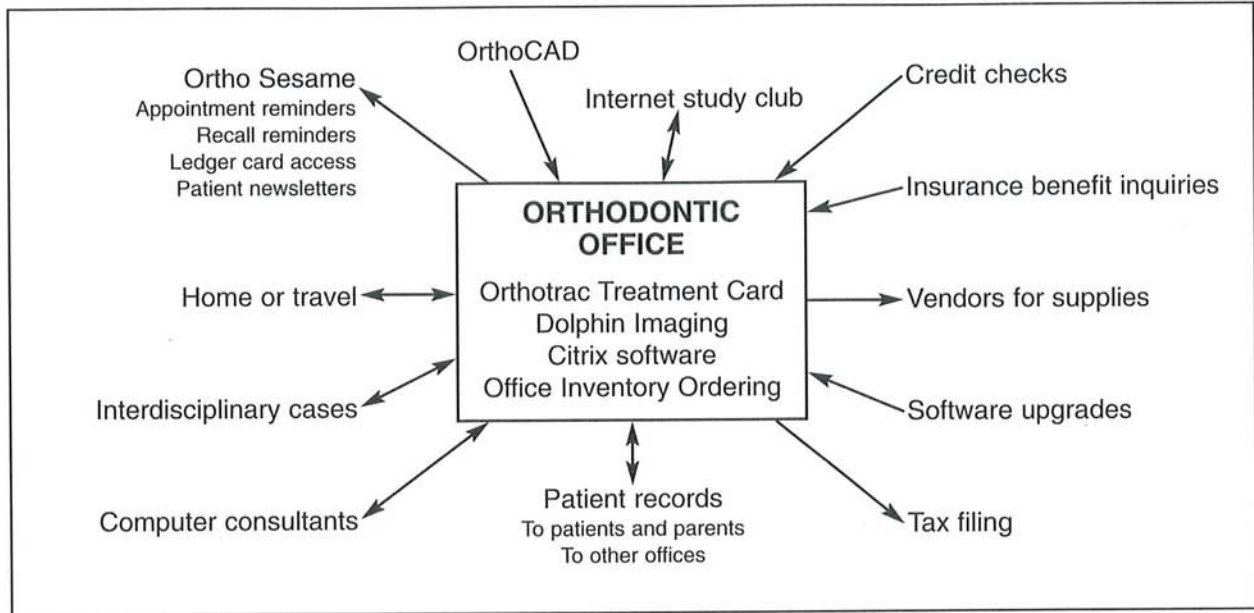 OrthoCAD
Ortho Sesame
Appointment reminders
Recall reminders
Ledger card access
Patient newsletters
Internet study club
Credit checks
Insurance benefit inquiries
ORTHODONTIC
OFFICE
Orthotrac Treatment Card
Dolphin Imaging
Citrix software
Office Inventory Ordering
Home or travel
Vendors for supplies
Interdisciplinary cases
Software upgrades
Computer consultants
Patient records
To patients and parents
To other offices
Tax filing